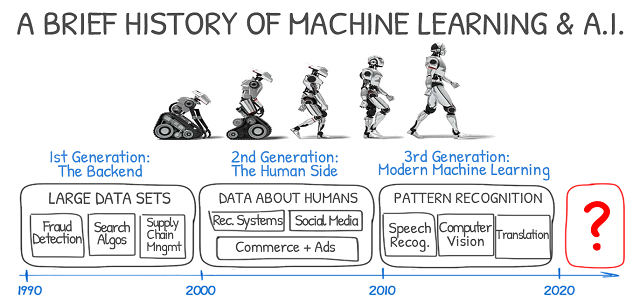 A BRIEF HISTORY OF MACHINE LEARNING & A.I.
1st Generation:
The Backend
2nd Generation:
The Human Side
3rd Generation:
Modern Machine Learning
LARGE DATA SETS
Fraud
Detection
Search
Algos
Supply
Chain
Mngmt
DATA ABOUT HUMANS
Rec. Systems
Social Media
Commerce + Ads
PATTERN RECOGNITION
Speech
Recog.
Computer
Vision
Translation
?
1990
2000
2010
2020